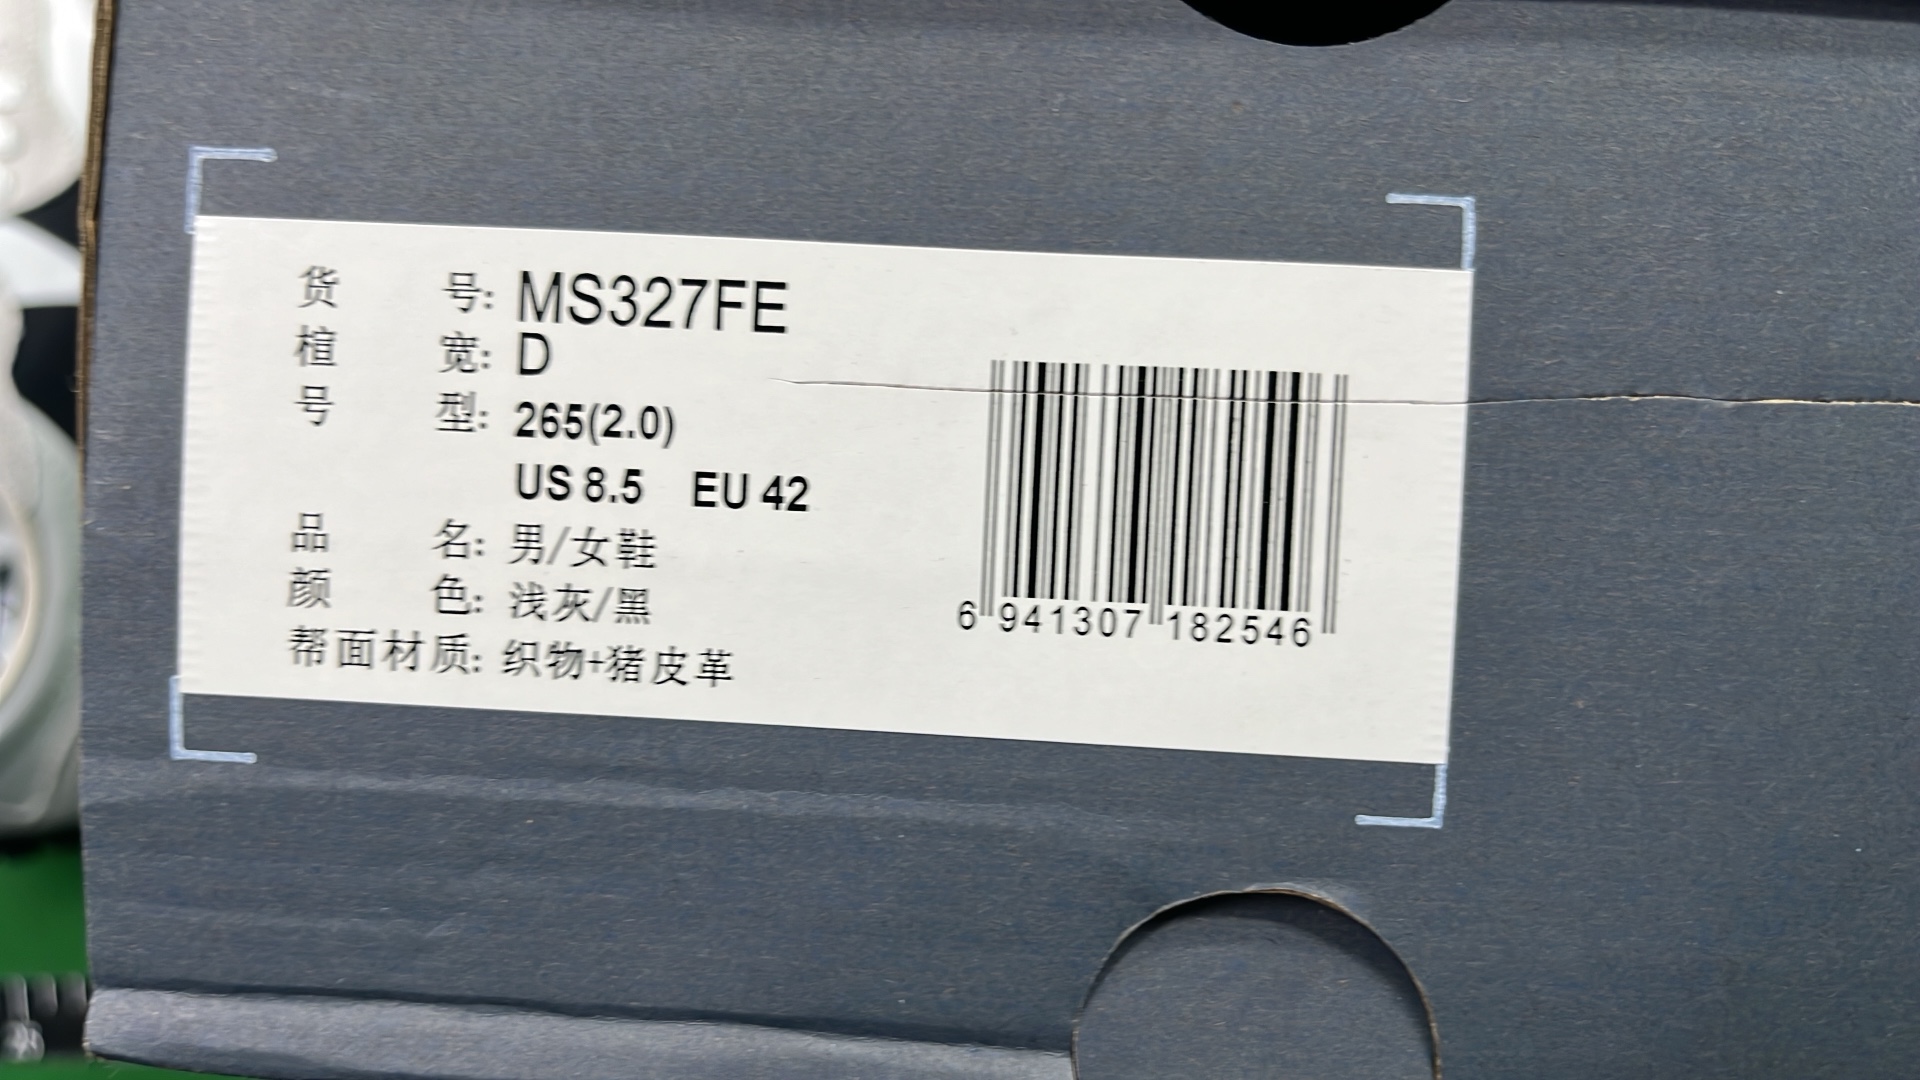 货号: MS327FE
楦宽: D
号型: 265(2.0)
US 8.5 EU 42
品名: 男/女鞋
颜色: 浅灰/黑
帮面材质: 织物+猪皮革
6 941307 182546